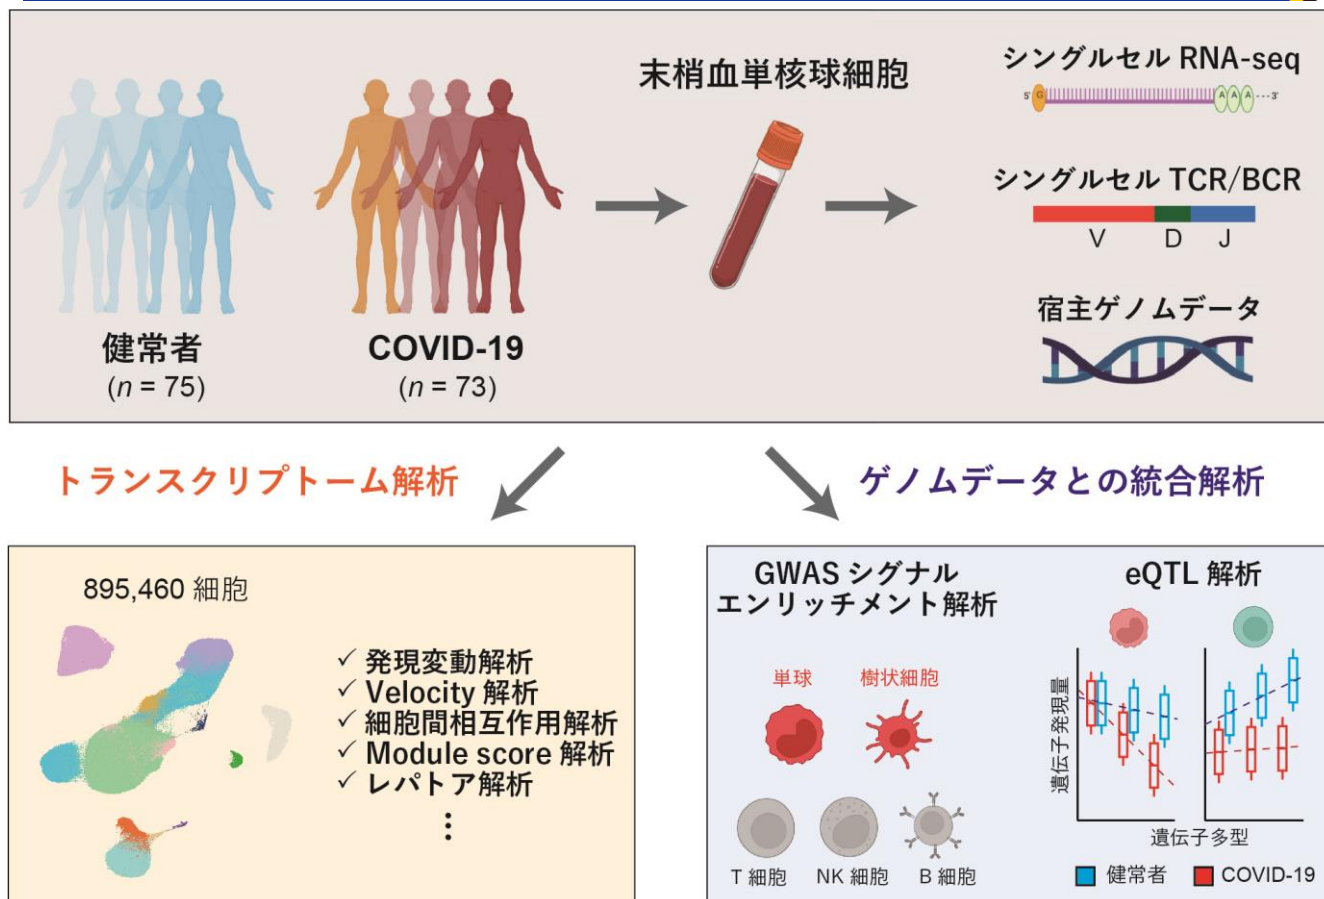 末梢血単核球細胞
シングルセル RNA-seq
5' G A A A ---3'
シングルセル TCR/BCR
V D J
宿主ゲノムデータ
健常者
(n = 75)
COVID-19
(n = 73)
トランスクリプトーム解析
ゲノムデータとの統合解析
895,460 細胞
✓ 発現変動解析
✓ Velocity 解析
✓ 細胞間相互作用解析
✓ Module score 解析
✓ レパトア解析
⋮
GWAS シグナル
エンリッチメント解析
単球
樹状細胞
T 細胞
NK 細胞
B 細胞
eQTL 解析
遺伝子発現量
遺伝子多型
健常者
COVID-19